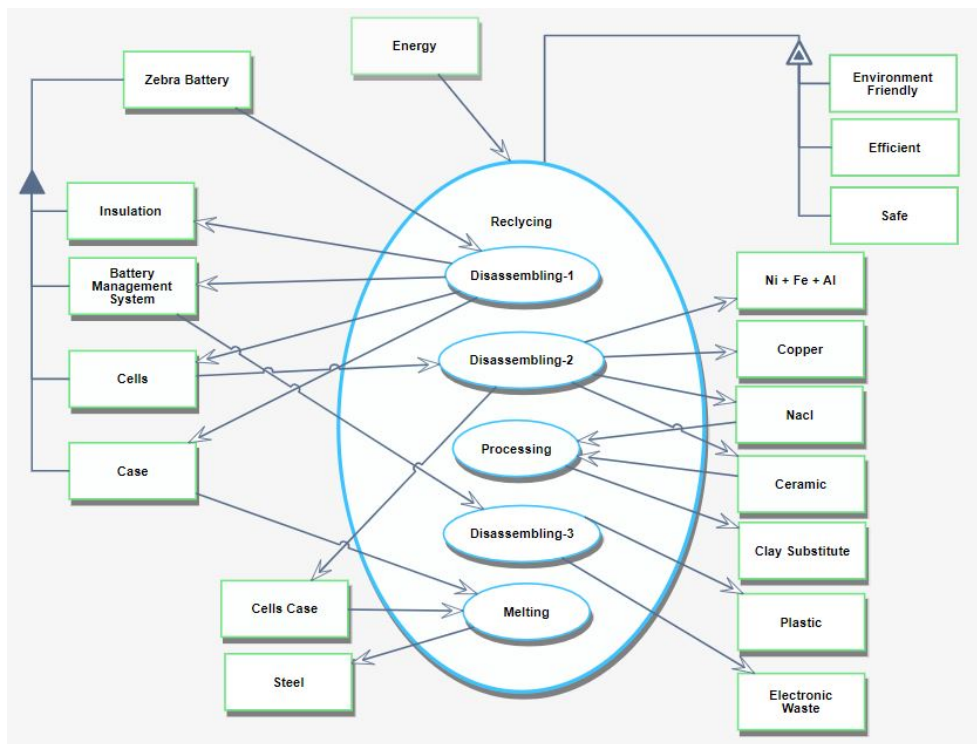 Energy
Zebra Battery
Environment
Friendly
Efficient
Insulation
Safe
Reclycing
Battery
Management
System
Disassembling-1
Ni + Fe + Al
Cells
Disassembling-2
Copper
Nacl
Case
Processing
Ceramic
Disassembling-3
Clay Substitute
Cells Case
Melting
Plastic
Steel
Electronic
Waste